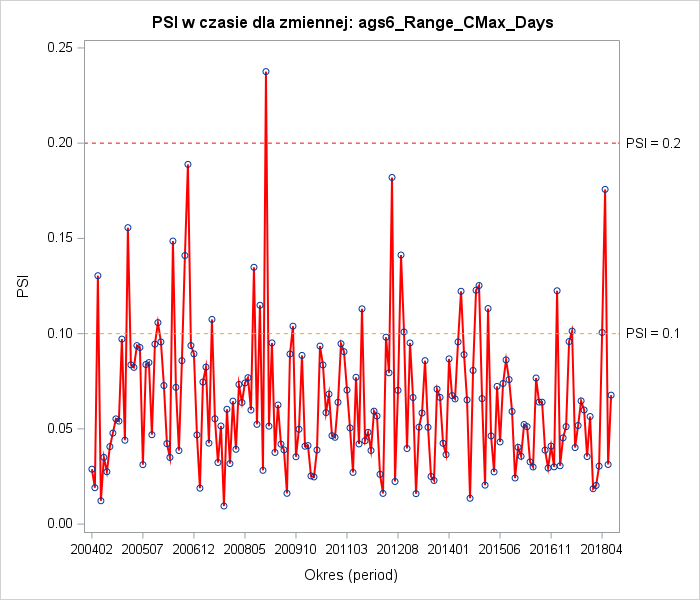 PSI w czasie dla zmiennej: ags6_Range_CMax_Days
0.25
0.20
PSI = 0.2
0.15
PSI
0.10
PSI = 0.1
0.05
0.00
200402 200507 200612 200805 200910 201103 201208 201401 201506 201611 201804
Okres (period)